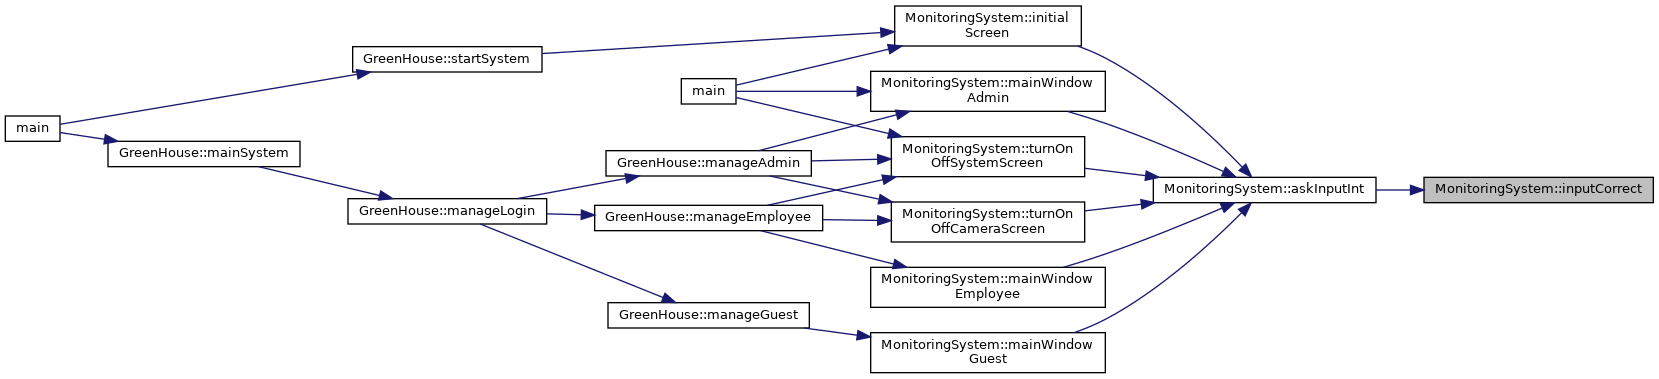 MonitoringSystem::initial
Screen
GreenHouse::startSystem
MonitoringSystem::mainWindow
Admin
main
main
GreenHouse::mainSystem
MonitoringSystem::turnOn
OffSystemScreen
GreenHouse::manageAdmin
MonitoringSystem::askInputInt
MonitoringSystem::inputCorrect
GreenHouse::manageLogin
GreenHouse::manageEmployee
MonitoringSystem::turnOn
OffCameraScreen
MonitoringSystem::mainWindow
Employee
GreenHouse::manageGuest
MonitoringSystem::mainWindow
Guest